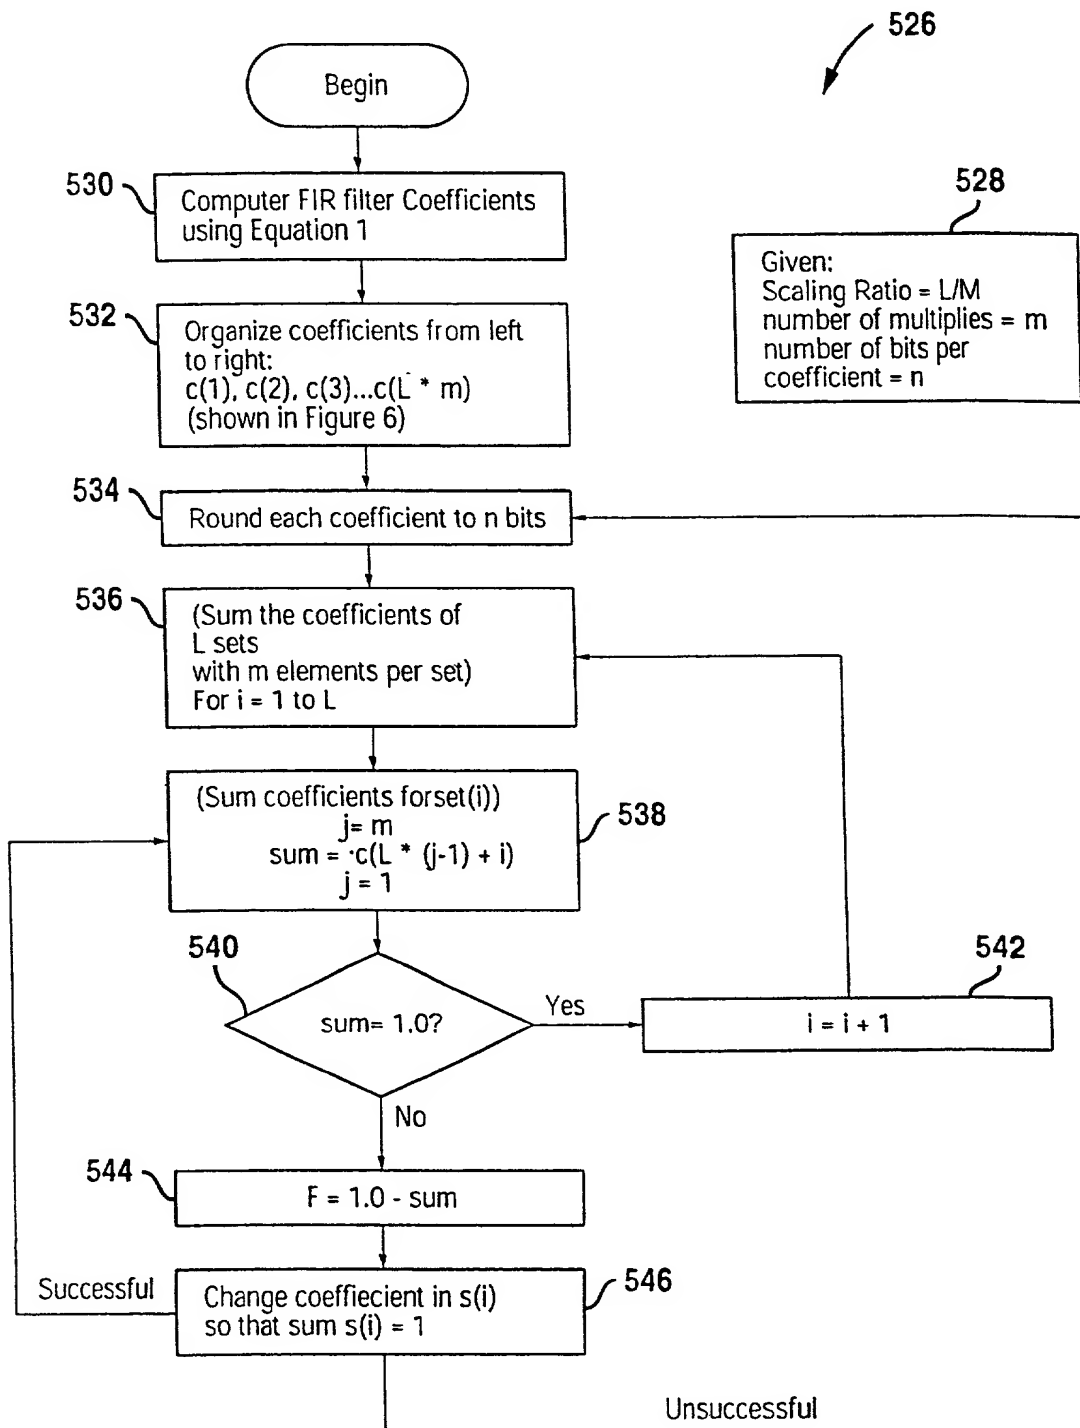 526
Begin
530
Computer FIR filter Coefficients
using Equation 1
528
Given:
Scaling Ratio = L/M
number of multiplies = m
number of bits per
coefficient = n
532
Organize coefficients from left
to right:
c(1), c(2), c(3)...c(L * m)
(shown in Figure 6)
534
Round each coefficient to n bits
536
(Sum the coefficients of
L sets
with m elements per set)
For i = 1 to L
(Sum coefficients forset(i))
j= m
sum = ·c(L * (j-1) + i)
j = 1
538
540
sum= 1.0?
Yes
542
i = i + 1
No
544
F = 1.0 - sum
Successful
546
Change coeffiecient in s(i)
so that sum s(i) = 1
Unsuccessful